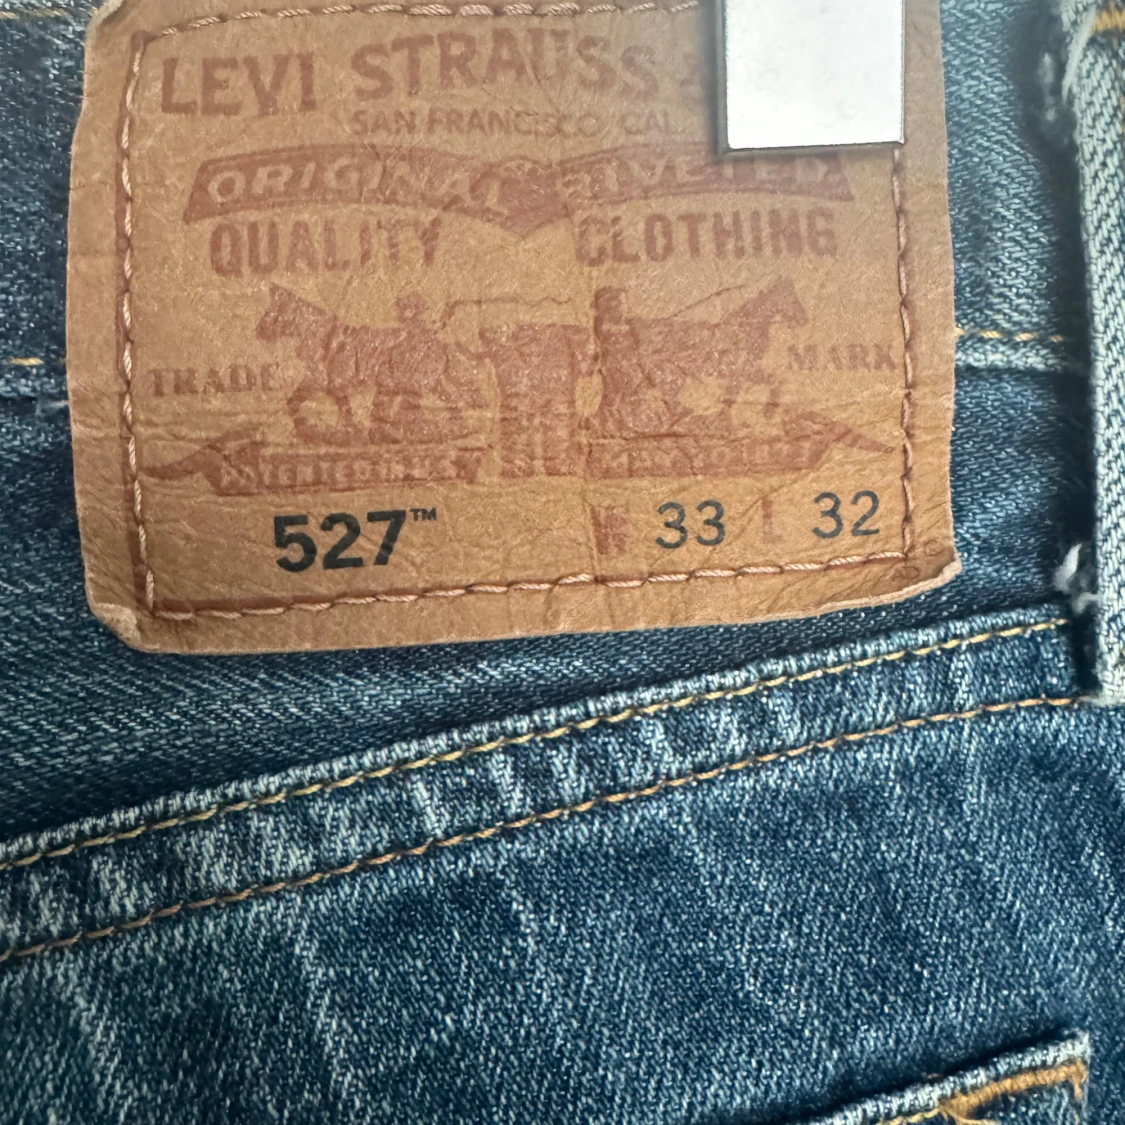 LEVI STRAUSS
SAN FRANCISCO CAL.
ORIGINAL RIVETED
QUALITY CLOTHING
TRADE MARK
527™ W 33 L 32